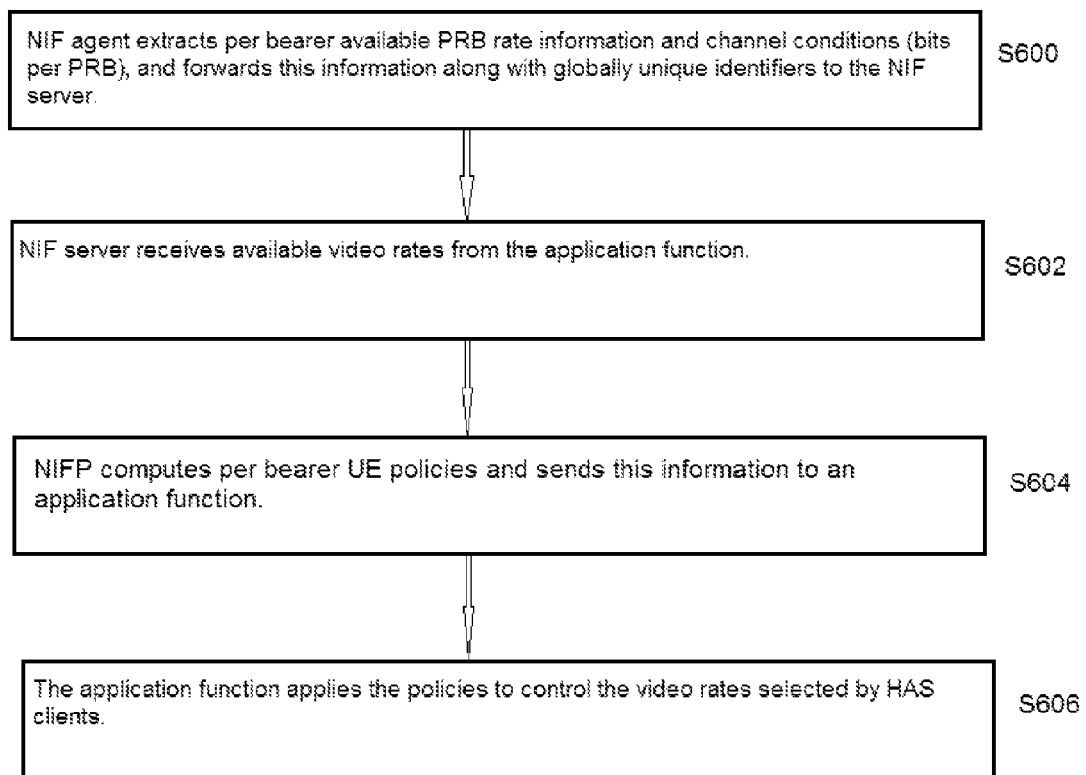 NIF agent extracts per bearer available PRB rate information and channel conditions (bits
per PRB), and forwards this information along with globally unique identifiers to the NIF
server.
S600
NIF server receives available video rates from the application function.
S602
NIFP computes per bearer UE policies and sends this information to an
application function.
S604
The application function applies the policies to control the video rates selected by HAS
clients.
S606